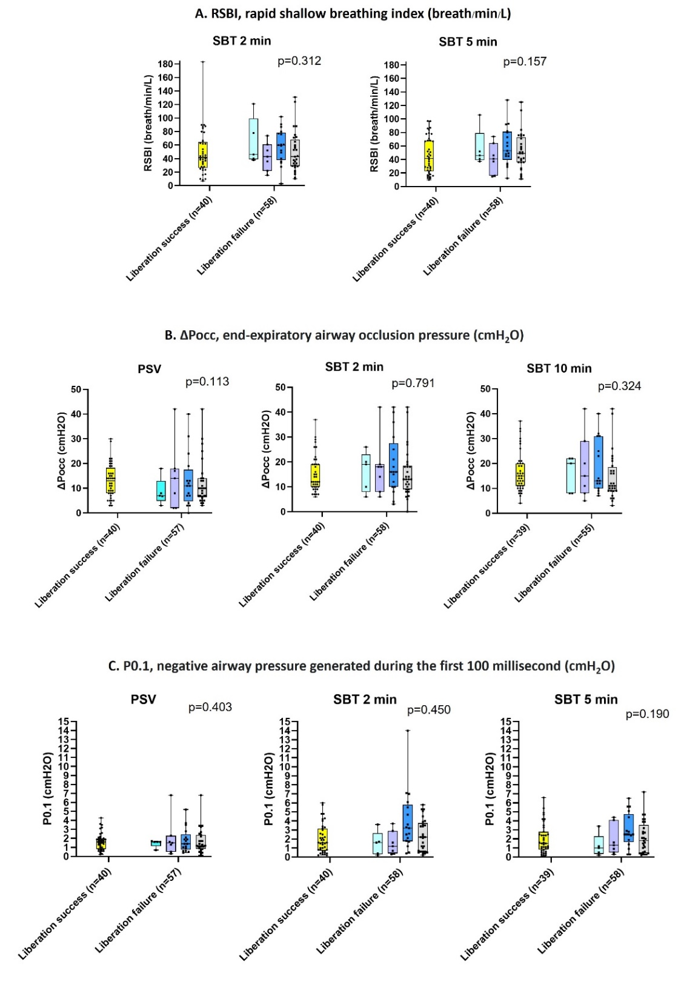 A. RSBI, rapid shallow breathing index (breath/min/L)
SBT 2 min
p=0.312
RSBI (breath/min/L)
180
160
140
120
100
80
60
40
20
0
Liberation success (n=40)
Liberation failure (n=58)
SBT 5 min
p=0.157
RSBI (breath/min/L)
180
160
140
120
100
80
60
40
20
0
Liberation success (n=40)
Liberation failure (n=58)
B. ΔPocc, end-expiratory airway occlusion pressure (cmH₂O)
PSV
p=0.113
ΔPocc (cmH2O)
50
40
30
20
10
0
Liberation success (n=40)
Liberation failure (n=57)
SBT 2 min
p=0.791
ΔPocc (cmH2O)
50
40
30
20
10
0
Liberation success (n=40)
Liberation failure (n=58)
SBT 10 min
p=0.324
ΔPocc (cmH2O)
50
40
30
20
10
0
Liberation success (n=39)
Liberation failure (n=55)
C. P0.1, negative airway pressure generated during the first 100 millisecond (cmH₂O)
PSV
p=0.403
P0.1 (cmH2O)
15
14
13
12
11
10
9
8
7
6
5
4
3
2
1
0
Liberation success (n=40)
Liberation failure (n=57)
SBT 2 min
p=0.450
P0.1 (cmH2O)
15
14
13
12
11
10
9
8
7
6
5
4
3
2
1
0
Liberation success (n=40)
Liberation failure (n=58)
SBT 5 min
p=0.190
P0.1 (cmH2O)
15
14
13
12
11
10
9
8
7
6
5
4
3
2
1
0
Liberation success (n=39)
Liberation failure (n=58)